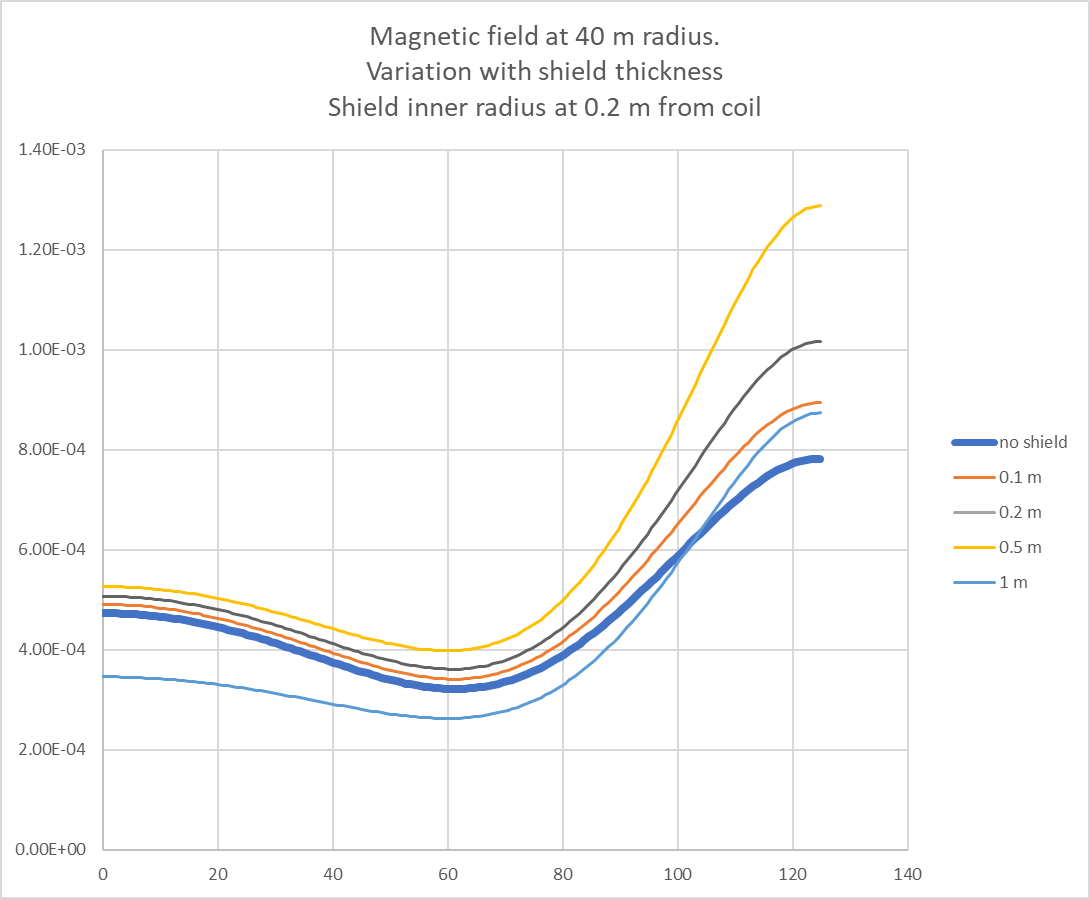 Magnetic field at 40 m radius.
Variation with shield thickness
Shield inner radius at 0.2 m from coil
1.40E-03
1.20E-03
1.00E-03
8.00E-04
6.00E-04
4.00E-04
2.00E-04
0.00E+00
0 20 40 60 80 100 120 140
no shield
0.1 m
0.2 m
0.5 m
1 m